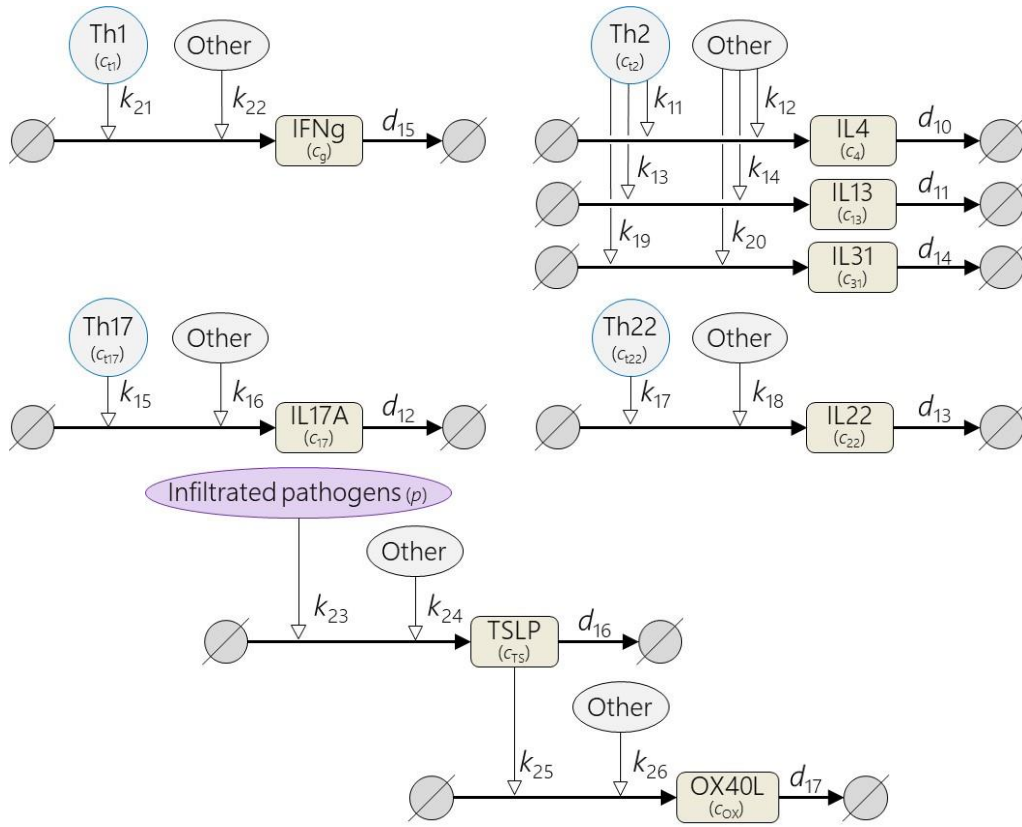 Th1
(c_t1)
Other
k_21
k_22
IFNg
(c_g)
d_15
Th2
(c_t2)
Other
k_11
k_12
IL4
(c_4)
d_10
k_13
k_14
IL13
(c_13)
d_11
k_19
k_20
IL31
(c_31)
d_14
Th17
(c_t17)
Other
k_15
k_16
IL17A
(c_17)
d_12
Th22
(c_t22)
Other
k_17
k_18
IL22
(c_22)
d_13
Infiltrated pathogens (p)
Other
k_23
k_24
TSLP
(c_TS)
d_16
Other
k_25
k_26
OX40L
(c_OX)
d_17